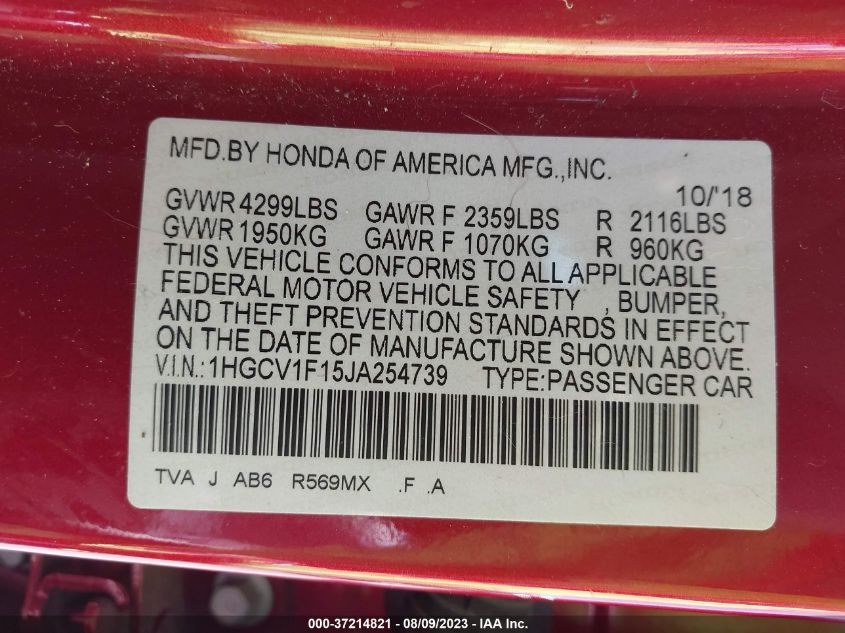 MFD.BY HONDA OF AMERICA MFG.,INC.
10/'18
GVWR 4299LBS GAWR F 2359LBS R 2116LBS
GVWR 1950KG GAWR F 1070KG R 960KG
THIS VEHICLE CONFORMS TO ALL APPLICABLE
FEDERAL MOTOR VEHICLE SAFETY , BUMPER,
AND THEFT PREVENTION STANDARDS IN EFFECT
ON THE DATE OF MANUFACTURE SHOWN ABOVE.
V.I.N.:1HGCV1F15JA254739 TYPE:PASSENGER CAR
TVA J AB6 R569MX .F .A
000-37214821 - 08/09/2023 - IAA Inc.